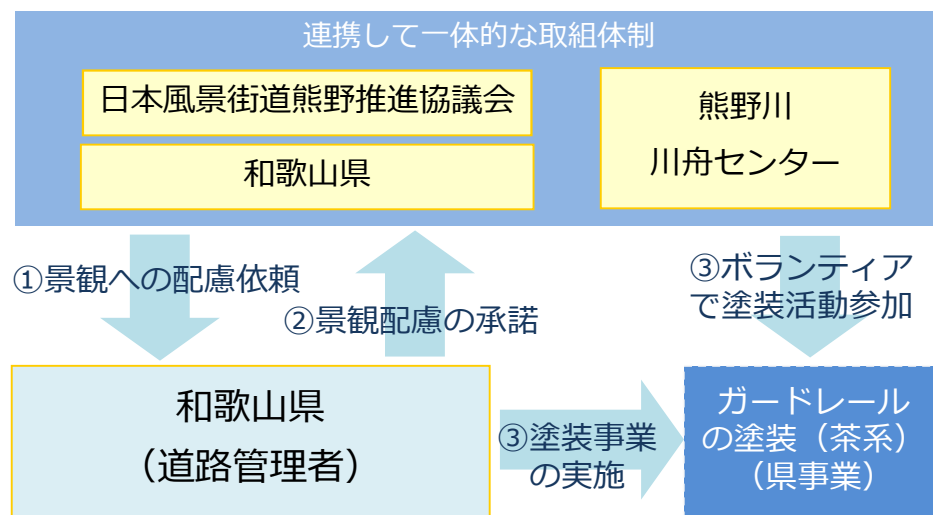 連携して一体的な取組体制
日本風景街道熊野推進協議会
和歌山県
熊野川
川舟センター
①景観への配慮依頼
②景観配慮の承諾
③ボランティア
で塗装活動参加
和歌山県
（道路管理者）
③塗装事業
の実施
ガードレール
の塗装（茶系）
（県事業）